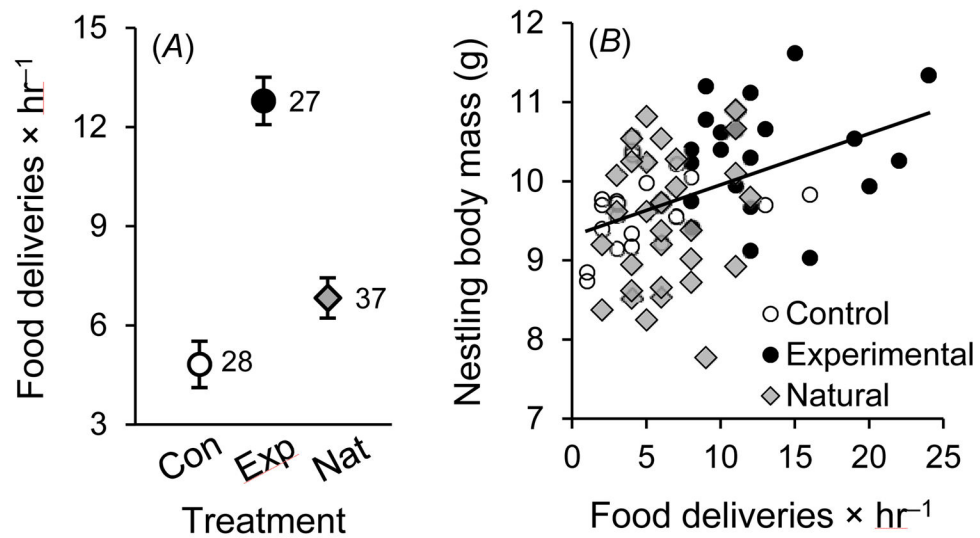 (A)
Food deliveries × hr⁻¹
15
12
9
6
3
27
37
28
Con Exp Nat
Treatment
(B)
Nestling body mass (g)
12
11
10
9
8
7
Control
Experimental
Natural
0 5 10 15 20 25
Food deliveries × hr⁻¹